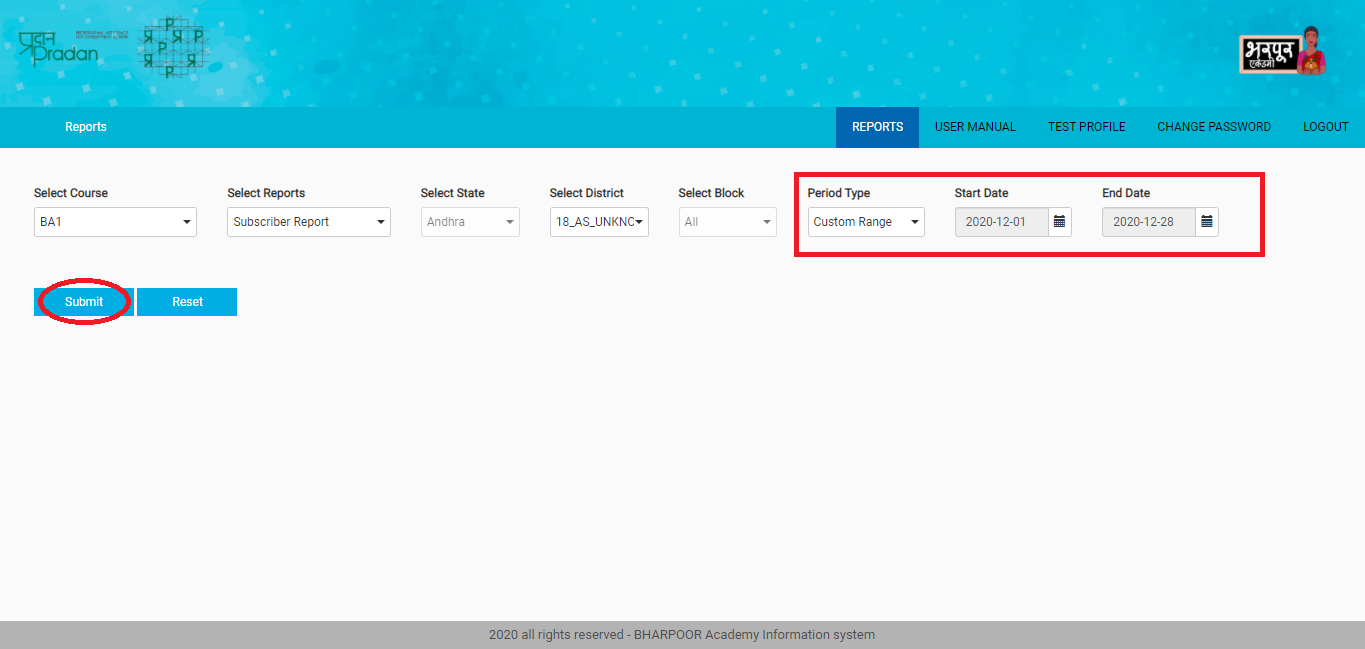 प्रदान
Pradan
PROFESSIONAL ASSISTANCE
FOR DEVELOPMENT ACTION
भरपूर
एकेडमी
Reports
REPORTS
USER MANUAL
TEST PROFILE
CHANGE PASSWORD
LOGOUT
Select Course
Select Reports
Select State
Select District
Select Block
Period Type
Start Date
End Date
BA1
Subscriber Report
Andhra
18_AS_UNKNO
All
Custom Range
2020-12-01
2020-12-28
Submit
Reset
2020 all rights reserved - BHARPOOR Academy Information system